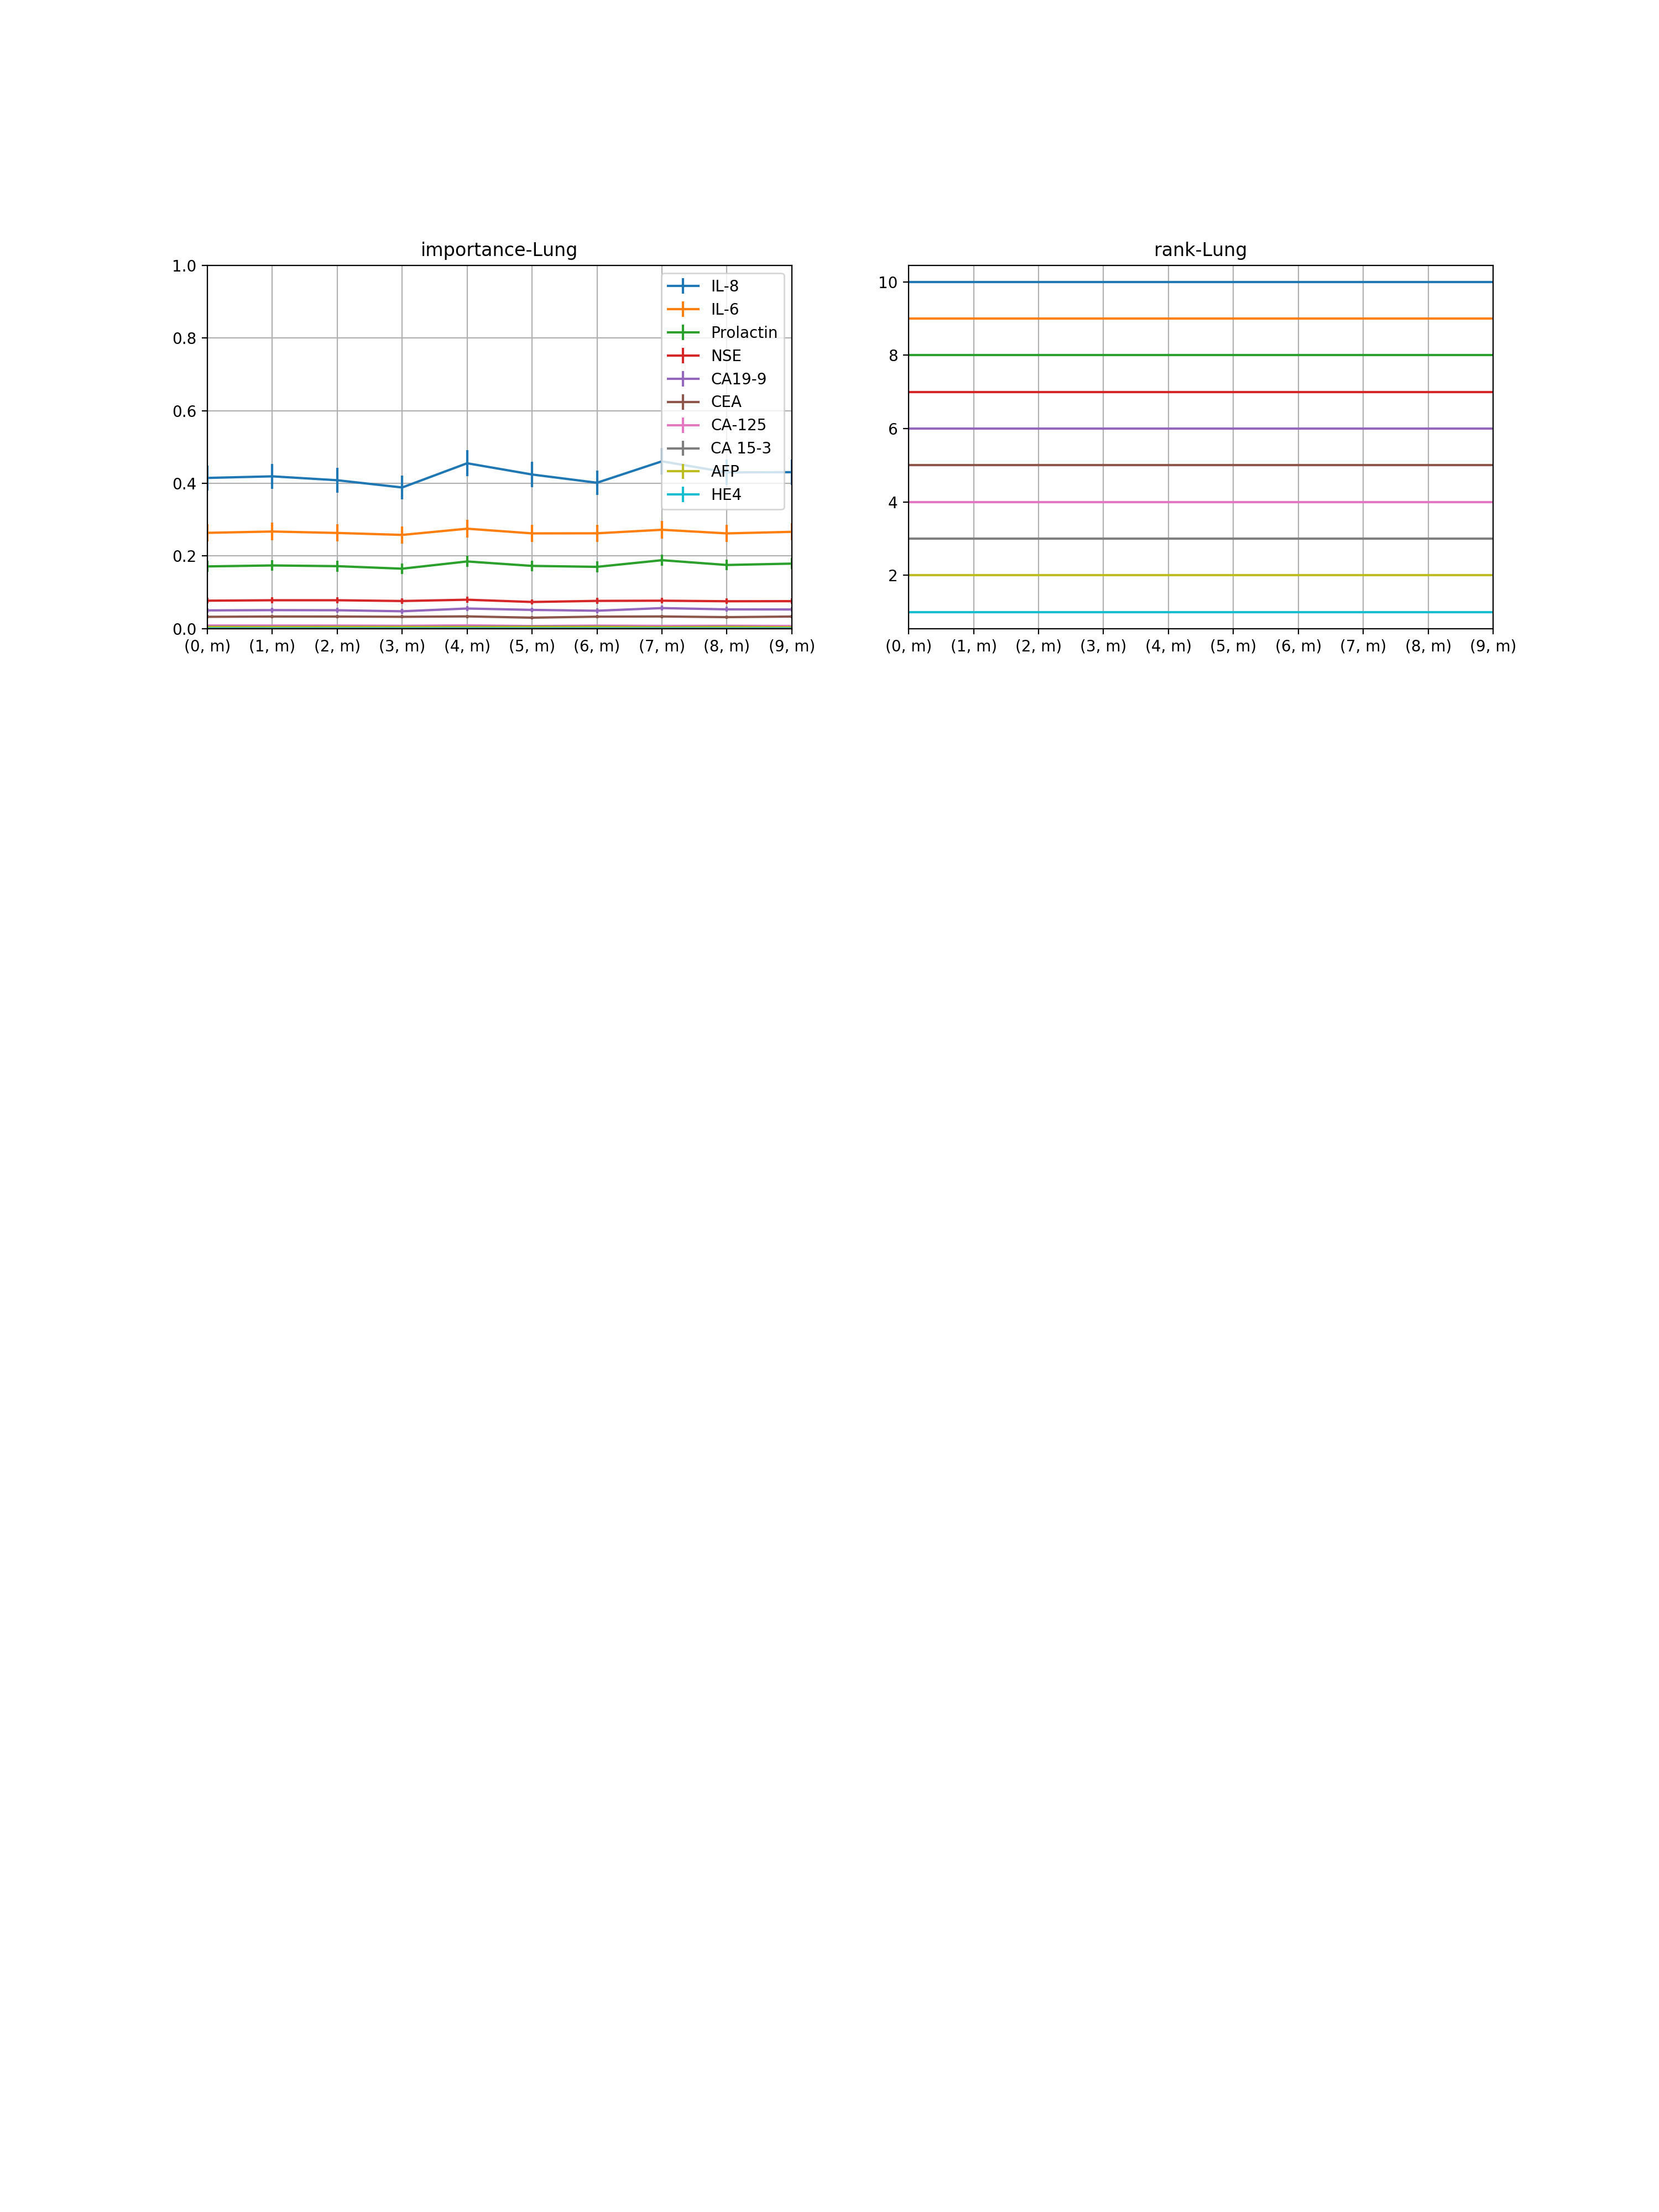 importance-Lung
1.0
0.8
0.6
0.4
0.2
0.0
(0, m) (1, m) (2, m) (3, m) (4, m) (5, m) (6, m) (7, m) (8, m) (9, m)
IL-8
IL-6
Prolactin
NSE
CA19-9
CEA
CA-125
CA 15-3
AFP
HE4
rank-Lung
10
8
6
4
2
(0, m) (1, m) (2, m) (3, m) (4, m) (5, m) (6, m) (7, m) (8, m) (9, m)